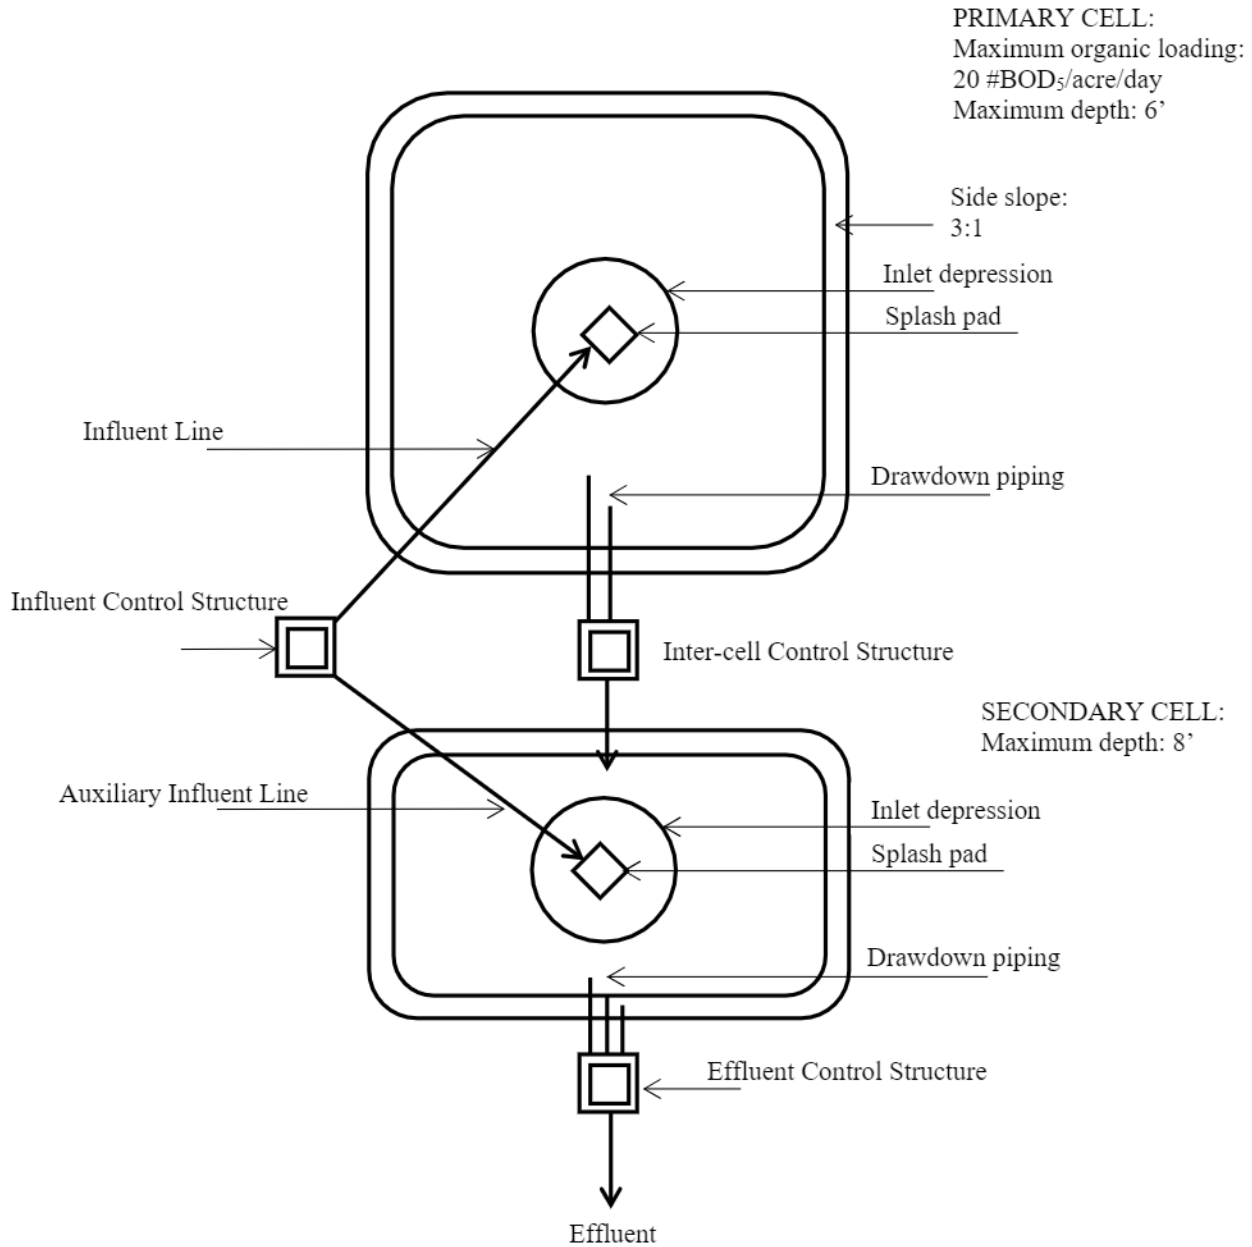 PRIMARY CELL:
Maximum organic loading:
20 #BOD₅/acre/day
Maximum depth: 6’
Side slope:
3:1
Inlet depression
Splash pad
Influent Line
Drawdown piping
Influent Control Structure
Inter-cell Control Structure
SECONDARY CELL:
Maximum depth: 8’
Auxiliary Influent Line
Inlet depression
Splash pad
Drawdown piping
Effluent Control Structure
Effluent